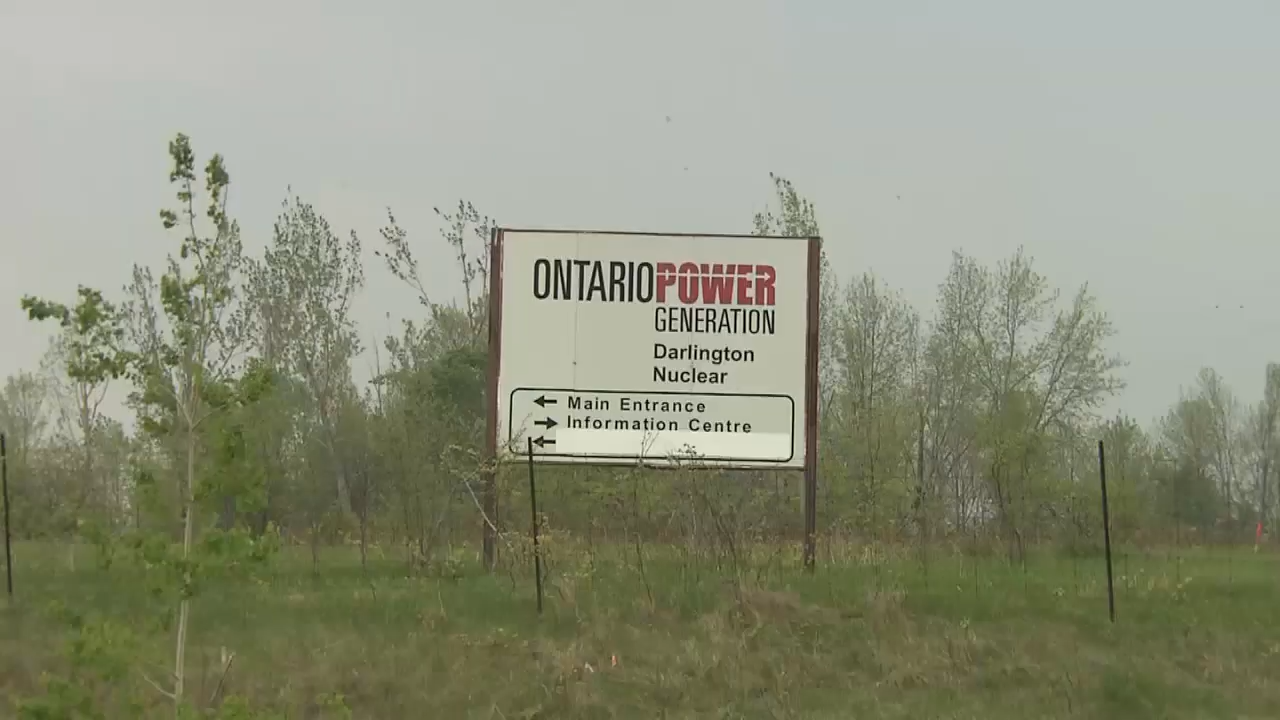 ONTARIOPOWER
GENERATION
Darlington
Nuclear
← Main Entrance
→ Information Centre
←